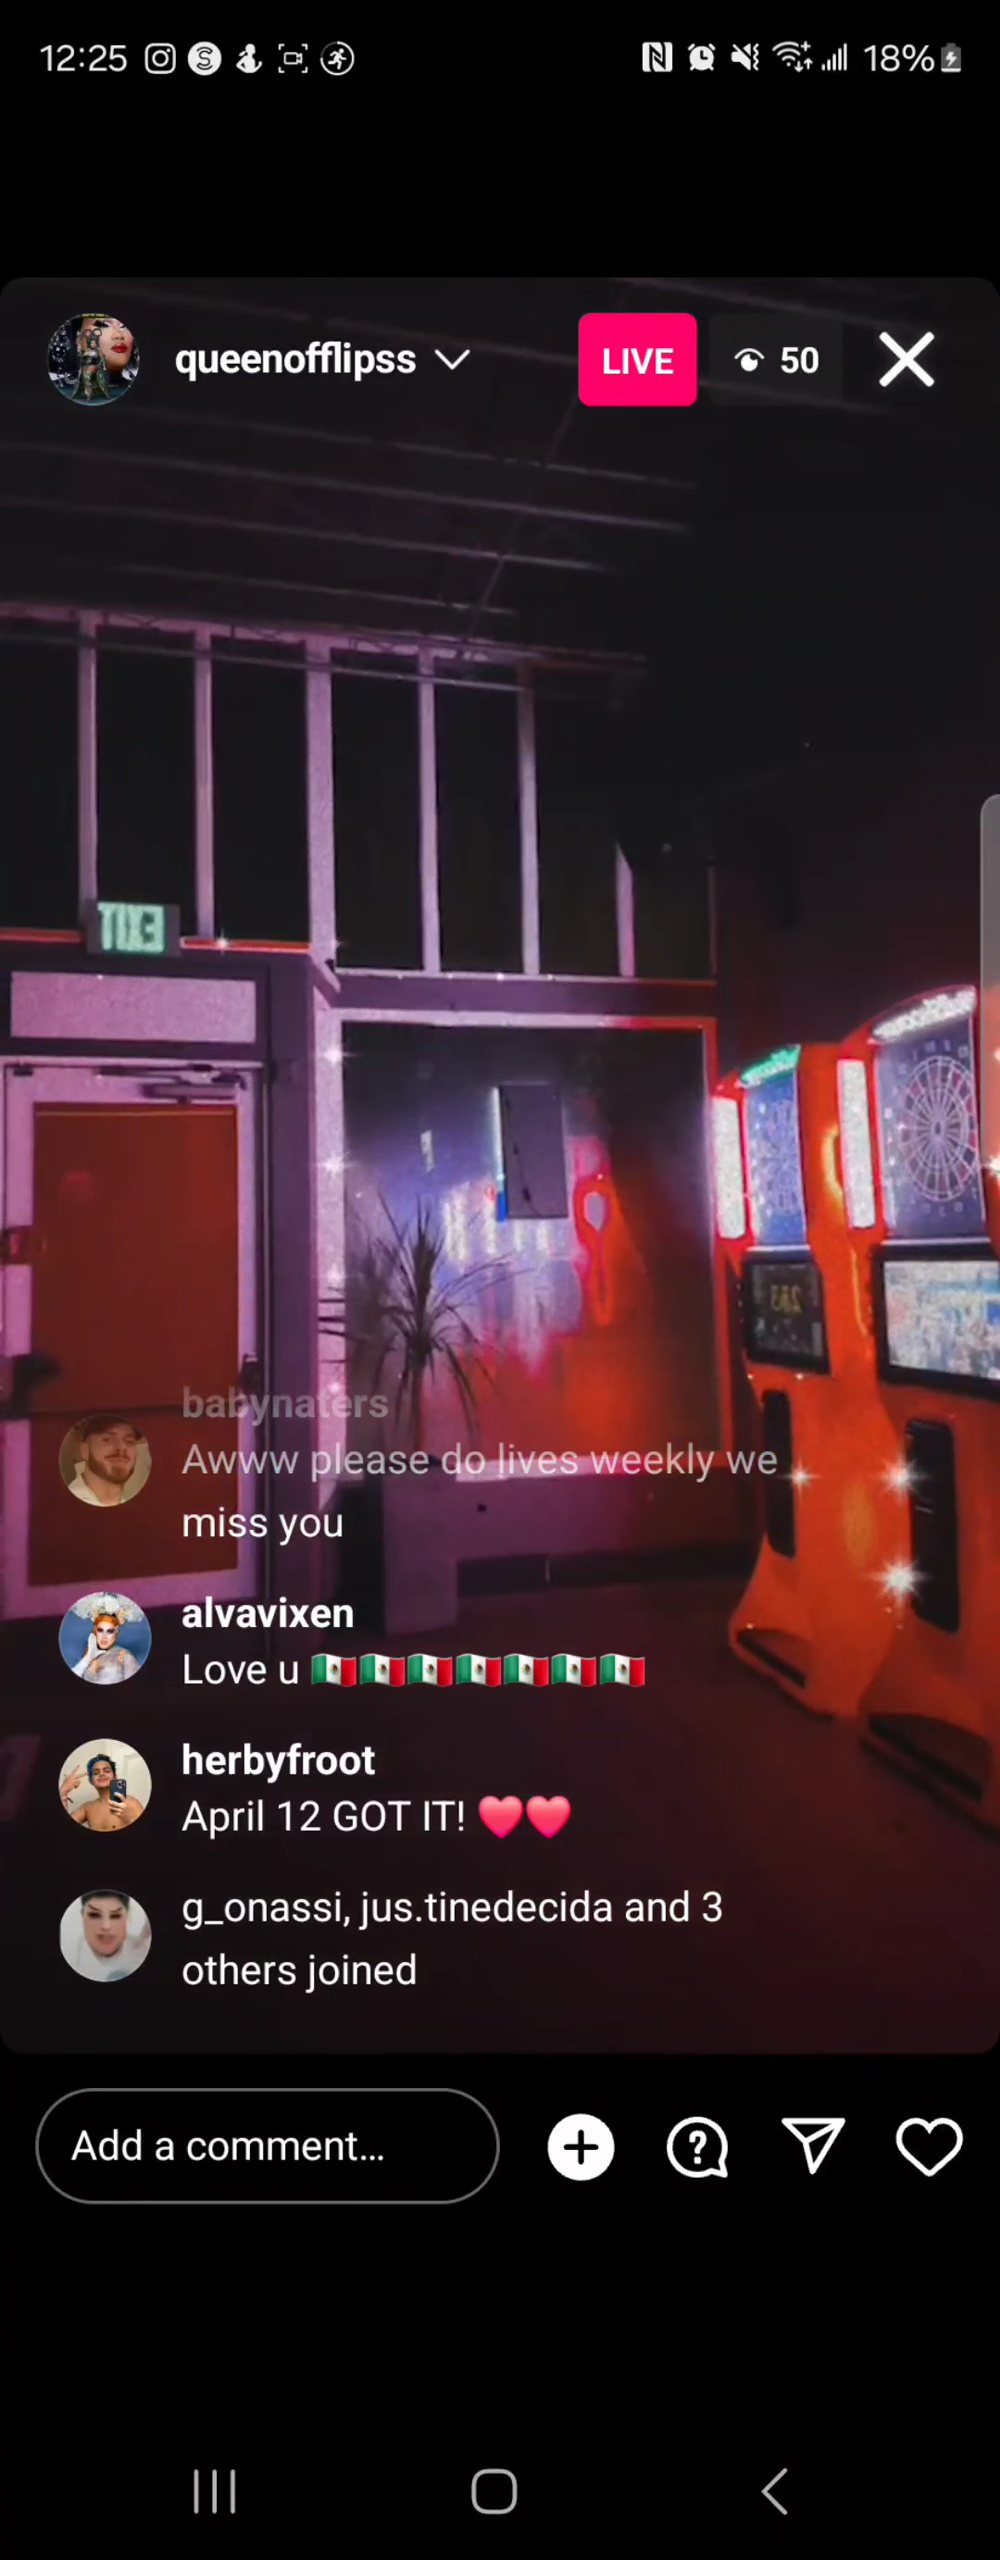 12:25
18%
queenofflipss
LIVE
50
EXIT
babynaters
Awww please do lives weekly we
miss you
alvavixen
Love u 🇲🇽🇲🇽🇲🇽🇲🇽🇲🇽🇲🇽🇲🇽
herbyfroot
April 12 GOT IT! ❤️❤️
g_onassi, jus.tinedecida and 3
others joined
Add a comment...